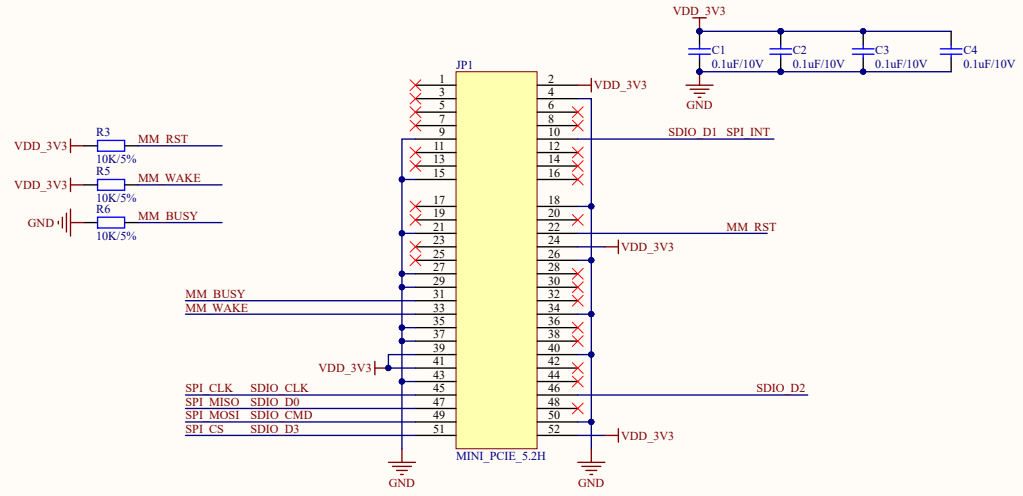 VDD_3V3
C1
C2
C3
C4
0.1uF/10V
0.1uF/10V
0.1uF/10V
0.1uF/10V
GND
JP1
1 2 VDD_3V3
3 4
5 6
7 8
9 10 SDIO_D1 SPI_INT
11 12
13 14
15 16
17 18
19 20
21 22 MM_RST
23 24 VDD_3V3
25 26
27 28
29 30
MM_BUSY 31 32
MM_WAKE 33 34
35 36
37 38
39 40
VDD_3V3 41 42
43 44
SPI_CLK SDIO_CLK 45 46 SDIO_D2
SPI_MISO SDIO_D0 47 48
SPI_MOSI SDIO_CMD 49 50
SPI_CS SDIO_D3 51 52 VDD_3V3
MINI_PCIE_5.2H
GND
GND
R3
VDD_3V3 MM_RST
10K/5%
R5
VDD_3V3 MM_WAKE
10K/5%
R6
GND MM_BUSY
10K/5%